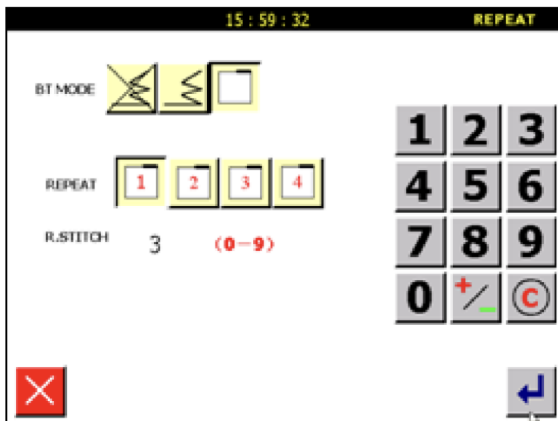 15:59:32 REPEAT
BT MODE
1 2 3
REPEAT 1 2 3 4
4 5 6
R.STITCH 3 (0-9)
7 8 9
0 +/- C